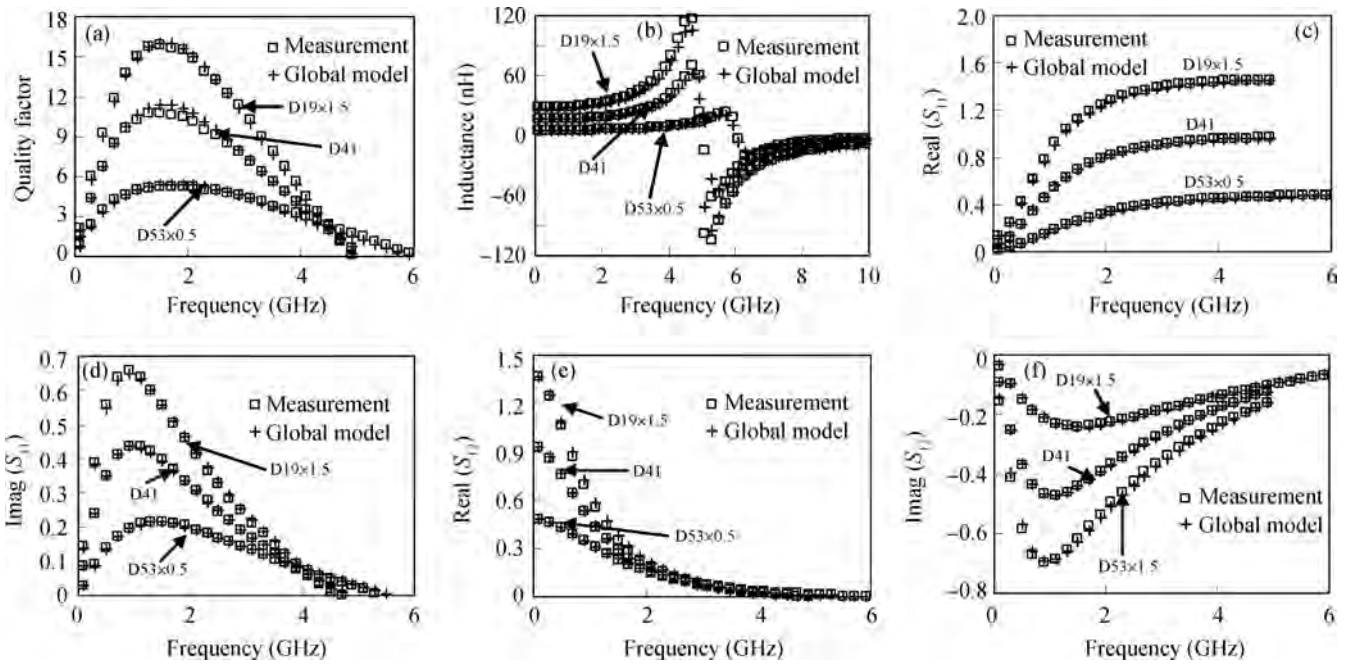 (a)
Measurement
Global model
D19×1.5
D41
D53×0.5
Quality factor
18
15
12
9
6
3
0
0
2
4
6
Frequency (GHz)
(b)
Measurement
Global model
D19×1.5
D41
D53×0.5
Inductance (nH)
120
60
0
−60
−120
0
2
4
6
8
10
Frequency (GHz)
(c)
Measurement
Global model
D19×1.5
D41
D53×0.5
Real (S11)
2.0
1.6
1.2
0.8
0.4
0
0
2
4
6
Frequency (GHz)
(d)
Measurement
Global model
D19×1.5
D41
D53×0.5
Imag (S11)
0.7
0.6
0.5
0.4
0.3
0.2
0.1
0
0
2
4
6
Frequency (GHz)
(e)
Measurement
Global model
D19×1.5
D41
D53×0.5
1.5
1.2
0.9
0.6
0.3
0
0
2
4
6
Frequency (GHz)
(f)
D19×1.5
D41
Measurement
Global model
D53×1.5
0
−0.2
−0.4
−0.6
−0.8
0
2
4
6
Frequency (GHz)